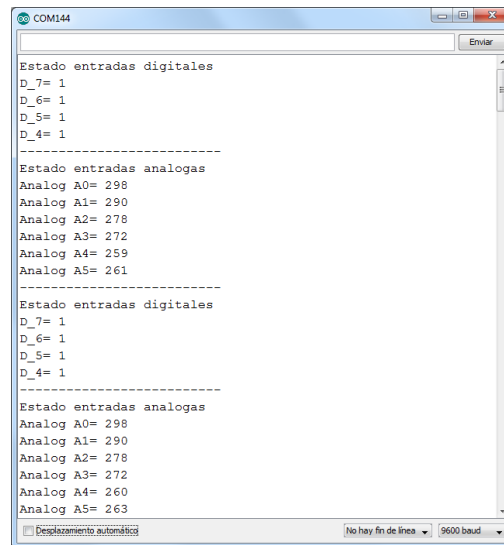 COM144
Enviar
Estado entradas digitales
D_7= 1
D_6= 1
D_5= 1
D_4= 1
--------------------------
Estado entradas analogas
Analog A0= 298
Analog A1= 290
Analog A2= 278
Analog A3= 272
Analog A4= 259
Analog A5= 261
--------------------------
Estado entradas digitales
D_7= 1
D_6= 1
D_5= 1
D_4= 1
--------------------------
Estado entradas analogas
Analog A0= 298
Analog A1= 290
Analog A2= 278
Analog A3= 272
Analog A4= 260
Analog A5= 263
Desplazamiento automático No hay fin de línea 9600 baud